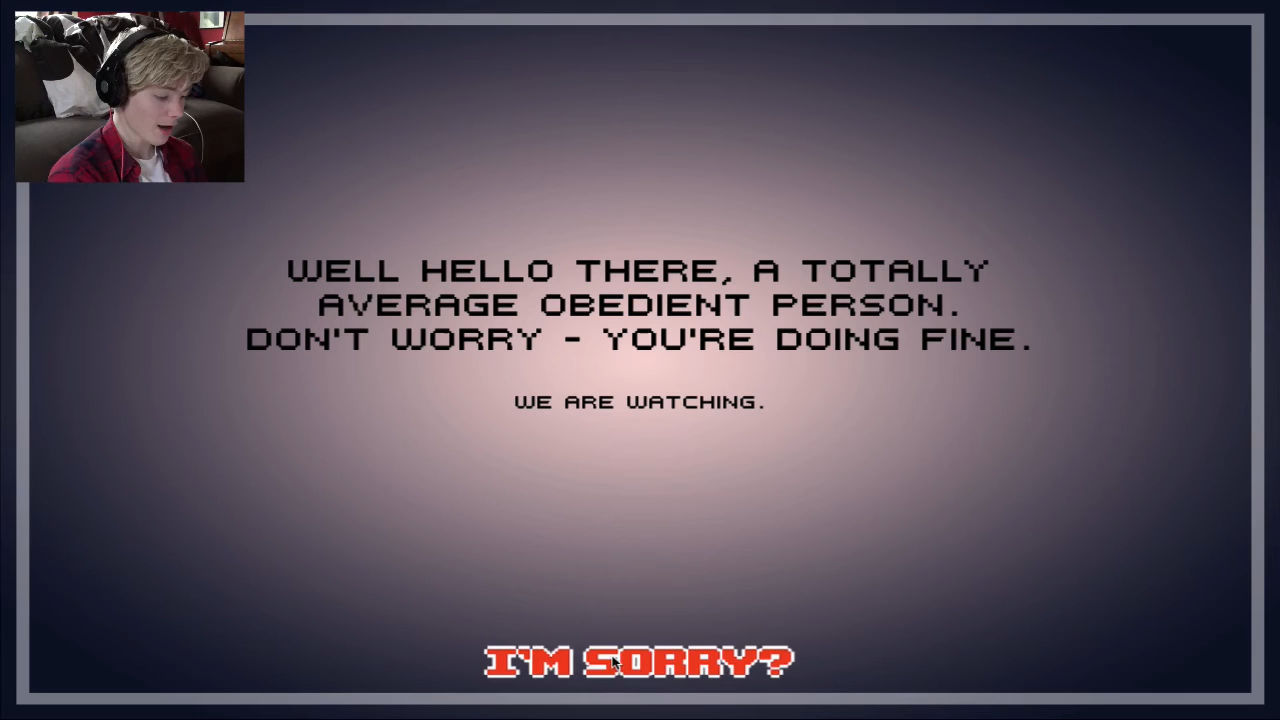 WELL HELLO THERE, A TOTALLY
AVERAGE OBEDIENT PERSON.
DON'T WORRY - YOU'RE DOING FINE.
WE ARE WATCHING.
I'M SORRY?